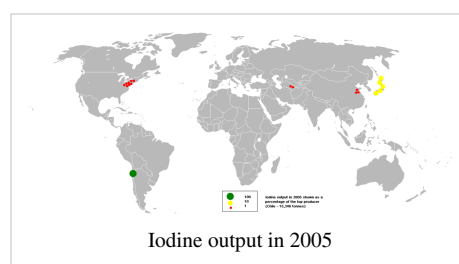 100 Iodine output in 2005 shown as a
10 percentage of the top producer
1 (Chile - 15,346 tonnes)
Iodine output in 2005